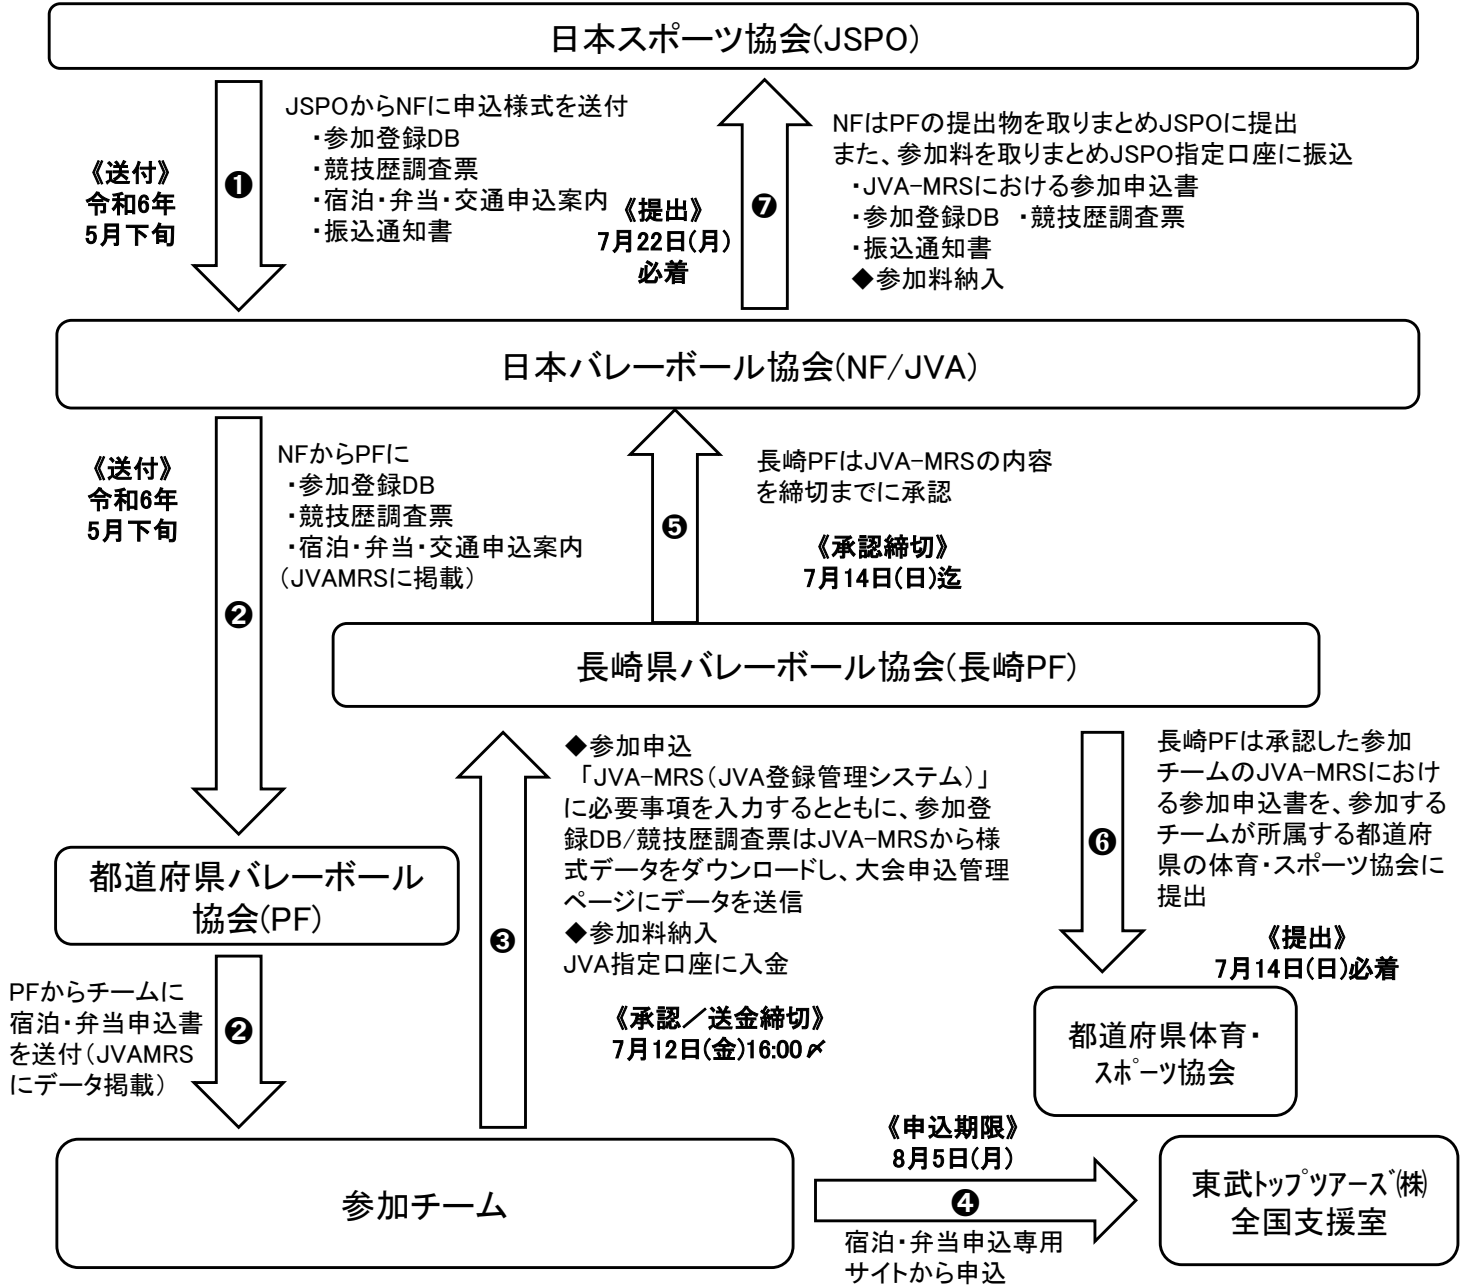 日本スポーツ協会(JSPO)
《送付》
令和6年
5月下旬
❶
JSPOからNFに申込様式を送付
・参加登録DB
・競技歴調査票
・宿泊・弁当・交通申込案内
・振込通知書
《提出》
7月22日(月)
必着
❼
NFはPFの提出物を取りまとめJSPOに提出
また、参加料を取りまとめJSPO指定口座に振込
・JVA-MRSにおける参加申込書
・参加登録DB ・競技歴調査票
・振込通知書
◆参加料納入
日本バレーボール協会(NF/JVA)
《送付》
令和6年
5月下旬
❷
NFからPFに
・参加登録DB
・競技歴調査票
・宿泊・弁当・交通申込案内
（JVAMRSに掲載）
❺
長崎PFはJVA-MRSの内容
を締切までに承認
《承認締切》
7月14日(日)迄
長崎県バレーボール協会(長崎PF)
都道府県バレーボール
協会(PF)
❸
◆参加申込
「JVA-MRS（JVA登録管理システム）」
に必要事項を入力するとともに、参加登
録DB/競技歴調査票はJVA-MRSから様
式データをダウンロードし、大会申込管理
ページにデータを送信
◆参加料納入
JVA指定口座に入金
《承認／送金締切》
7月12日(金)16:00〆
❻
長崎PFは承認した参加
チームのJVA-MRSにおけ
る参加申込書を、参加する
チームが所属する都道府
県の体育・スポーツ協会に
提出
《提出》
7月14日(日)必着
PFからチームに
宿泊・弁当申込書
を送付（JVAMRS
にデータ掲載）
❷
都道府県体育・
ｽﾎﾟｰﾂ協会
参加チーム
《申込期限》
8月5日(月)
❹
宿泊・弁当申込専用
サイトから申込
東武ﾄｯﾌﾟﾂｱｰｽﾞ㈱
全国支援室